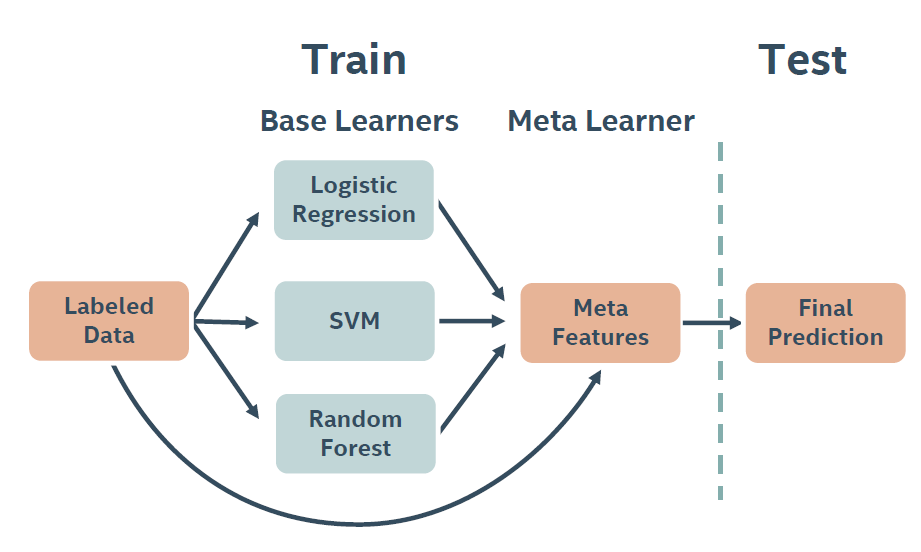 Train
Test
Base Learners
Meta Learner
Logistic
Regression
Labeled
Data
SVM
Meta
Features
Final
Prediction
Random
Forest